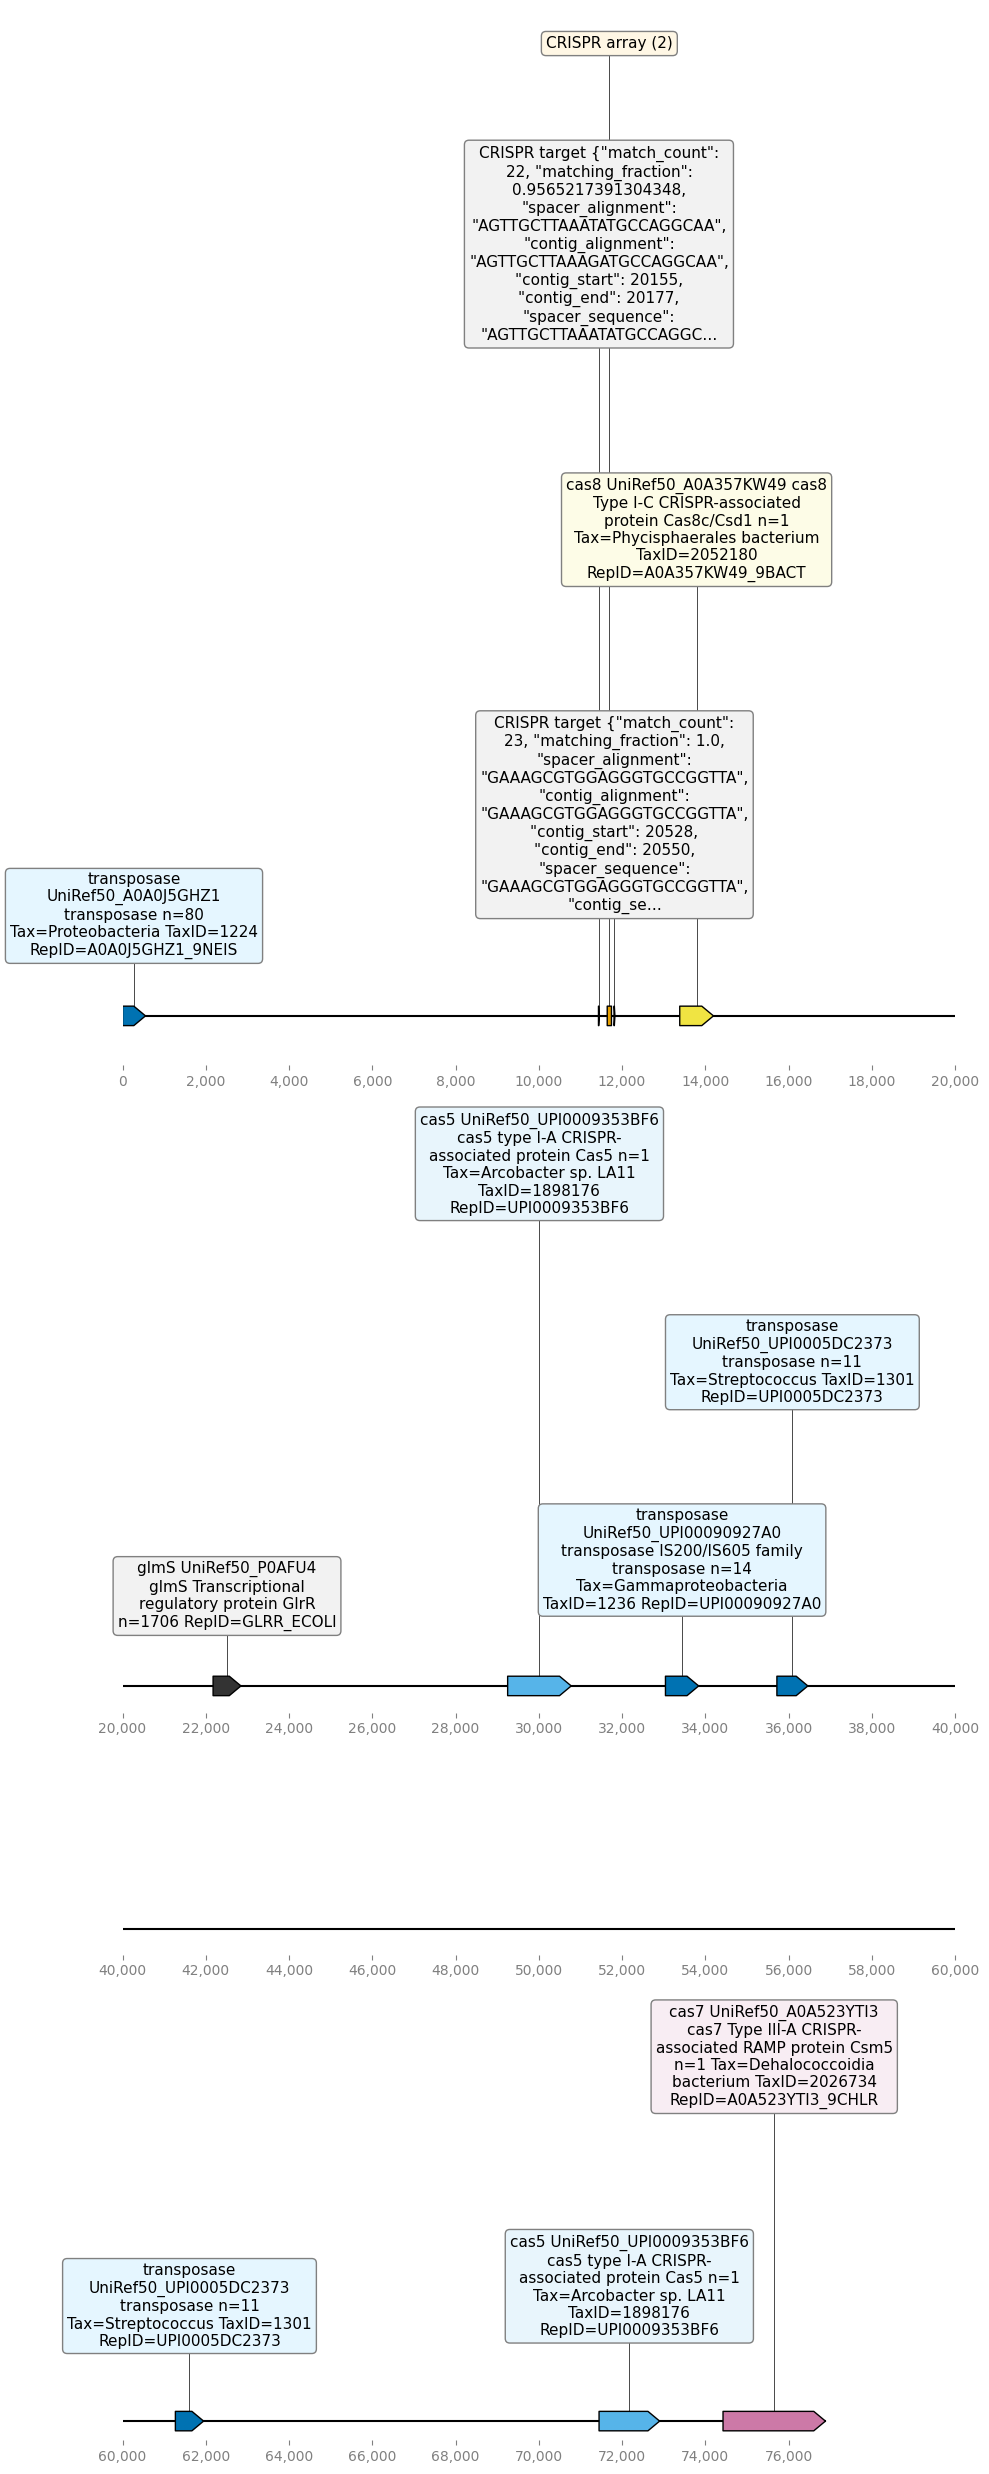 CRISPR array (2)
CRISPR target {"match_count":
22, "matching_fraction":
0.9565217391304348,
"spacer_alignment":
"AGTTGCTTAAATATGCCAGGCAA",
"contig_alignment":
"AGTTGCTTAAAGATGCCAGGCAA",
"contig_start": 20155,
"contig_end": 20177,
"spacer_sequence":
"AGTTGCTTAAATATGCCAGGC...
cas8 UniRef50_A0A357KW49 cas8
Type I-C CRISPR-associated
protein Cas8c/Csd1 n=1
Tax=Phycisphaerales bacterium
TaxID=2052180
RepID=A0A357KW49_9BACT
CRISPR target {"match_count":
23, "matching_fraction": 1.0,
"spacer_alignment":
"GAAAGCGTGGAGGGTGCCGGTTA",
"contig_alignment":
"GAAAGCGTGGAGGGTGCCGGTTA",
"contig_start": 20528,
"contig_end": 20550,
"spacer_sequence":
"GAAAGCGTGGAGGGTGCCGGTTA",
"contig_se...
transposase
UniRef50_A0A0J5GHZ1
transposase n=80
Tax=Proteobacteria TaxID=1224
RepID=A0A0J5GHZ1_9NEIS
0 2,000 4,000 6,000 8,000 10,000 12,000 14,000 16,000 18,000 20,000
cas5 UniRef50_UPI0009353BF6
cas5 type I-A CRISPR-
associated protein Cas5 n=1
Tax=Arcobacter sp. LA11
TaxID=1898176
RepID=UPI0009353BF6
transposase
UniRef50_UPI0005DC2373
transposase n=11
Tax=Streptococcus TaxID=1301
RepID=UPI0005DC2373
transposase
UniRef50_UPI00090927A0
transposase IS200/IS605 family
transposase n=14
Tax=Gammaproteobacteria
TaxID=1236 RepID=UPI00090927A0
glmS UniRef50_P0AFU4
glmS Transcriptional
regulatory protein GlrR
n=1706 RepID=GLRR_ECOLI
20,000 22,000 24,000 26,000 28,000 30,000 32,000 34,000 36,000 38,000 40,000
40,000 42,000 44,000 46,000 48,000 50,000 52,000 54,000 56,000 58,000 60,000
cas7 UniRef50_A0A523YTI3
cas7 Type III-A CRISPR-
associated RAMP protein Csm5
n=1 Tax=Dehalococcoidia
bacterium TaxID=2026734
RepID=A0A523YTI3_9CHLR
cas5 UniRef50_UPI0009353BF6
cas5 type I-A CRISPR-
associated protein Cas5 n=1
Tax=Arcobacter sp. LA11
TaxID=1898176
RepID=UPI0009353BF6
transposase
UniRef50_UPI0005DC2373
transposase n=11
Tax=Streptococcus TaxID=1301
RepID=UPI0005DC2373
60,000 62,000 64,000 66,000 68,000 70,000 72,000 74,000 76,000